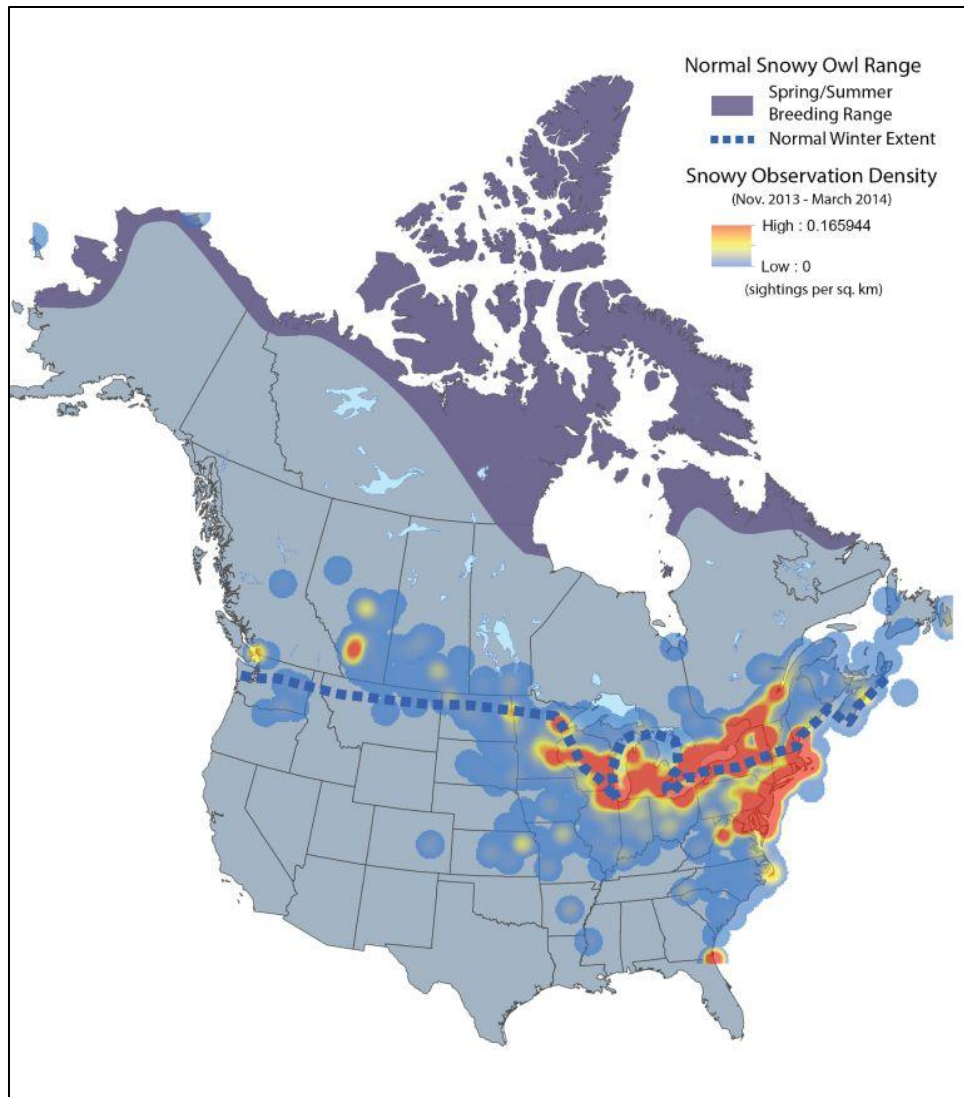 Normal Snowy Owl Range
Spring/Summer
Breeding Range
Normal Winter Extent
Snowy Observation Density
(Nov. 2013 - March 2014)
High : 0.165944
Low : 0
(sightings per sq. km)